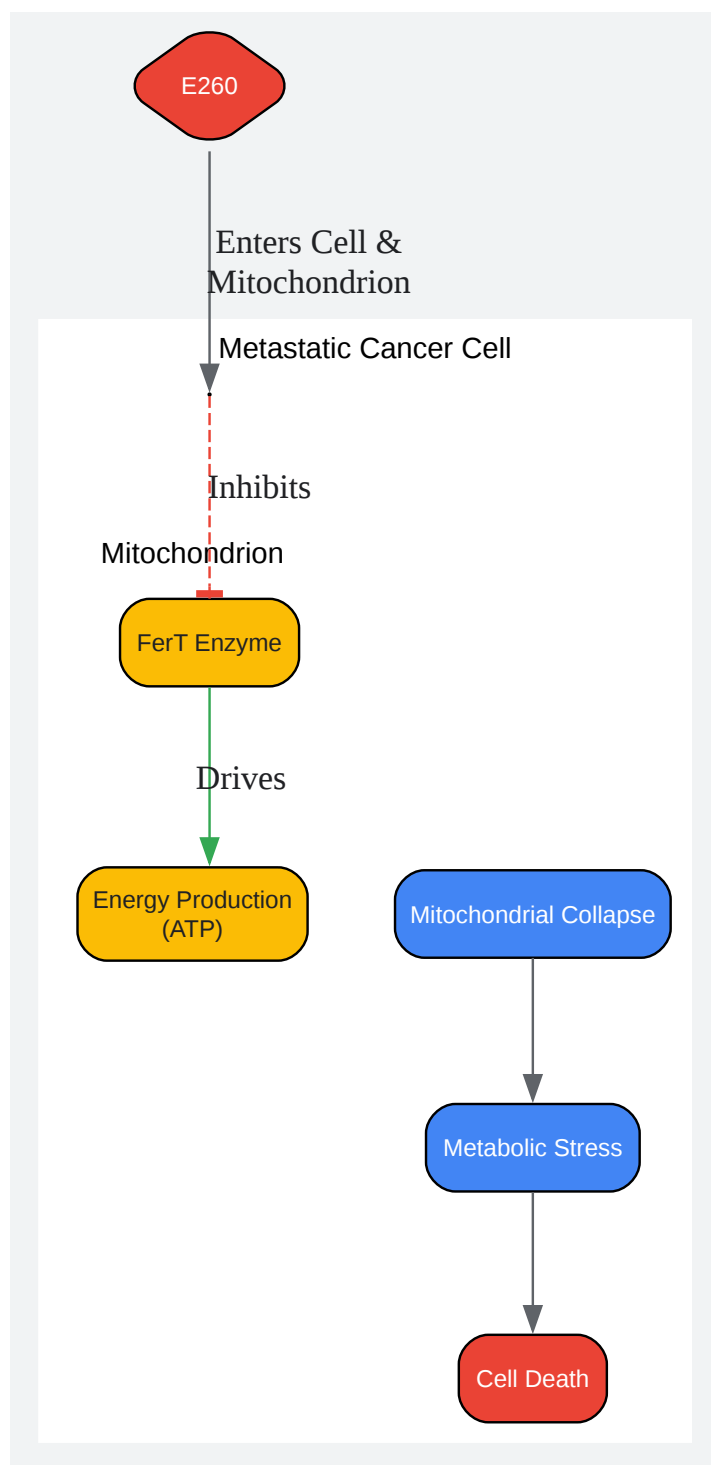 E260
Enters Cell &
Mitochondrion
Metastatic Cancer Cell
Inhibits
Mitochondrion
FerT Enzyme
Drives
Energy Production
(ATP)
Mitochondrial Collapse
Metabolic Stress
Cell Death